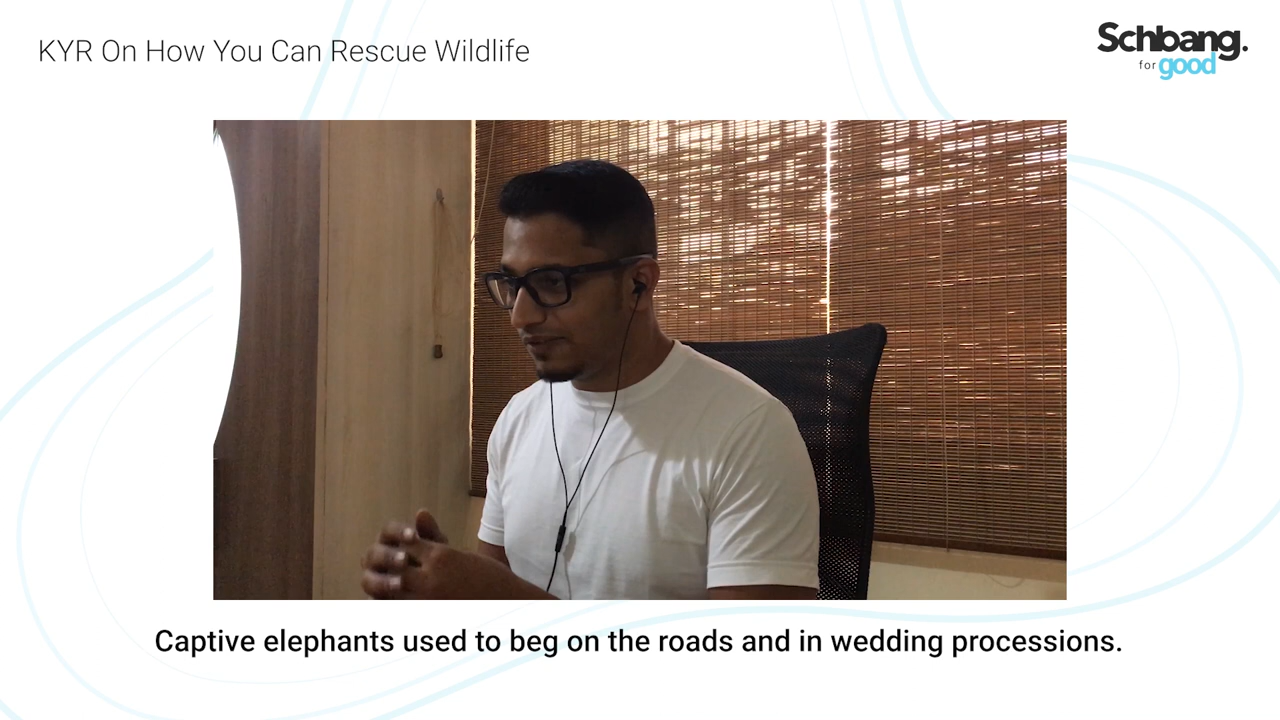 KYR On How You Can Rescue Wildlife
Schbang.
for good
Captive elephants used to beg on the roads and in wedding processions.